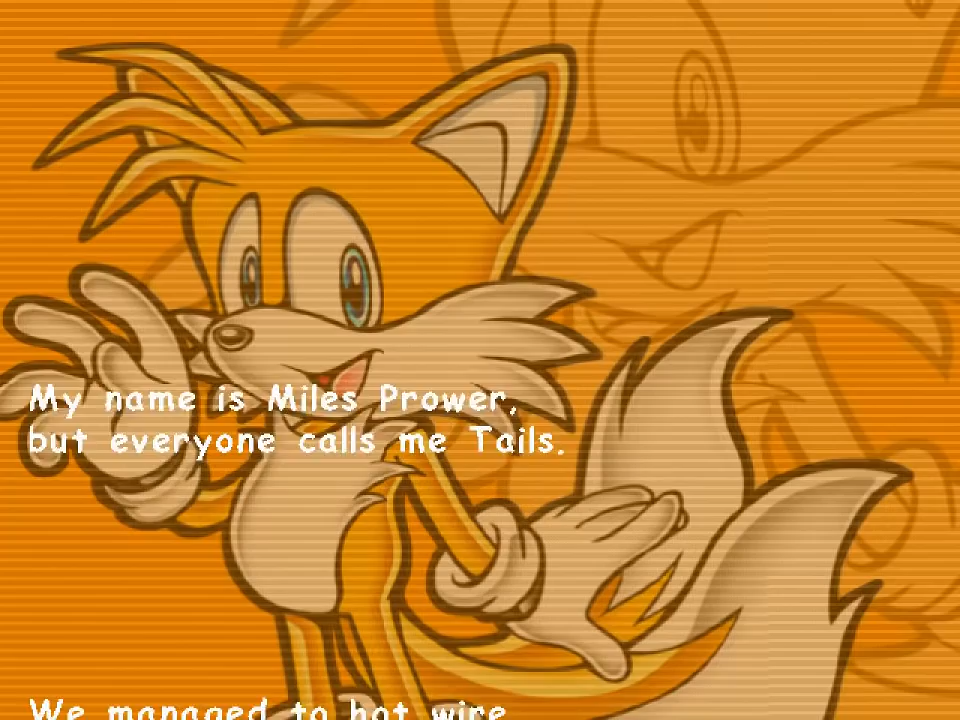 My name is Miles Prower,
but everyone calls me Tails.
We managed to hot wire